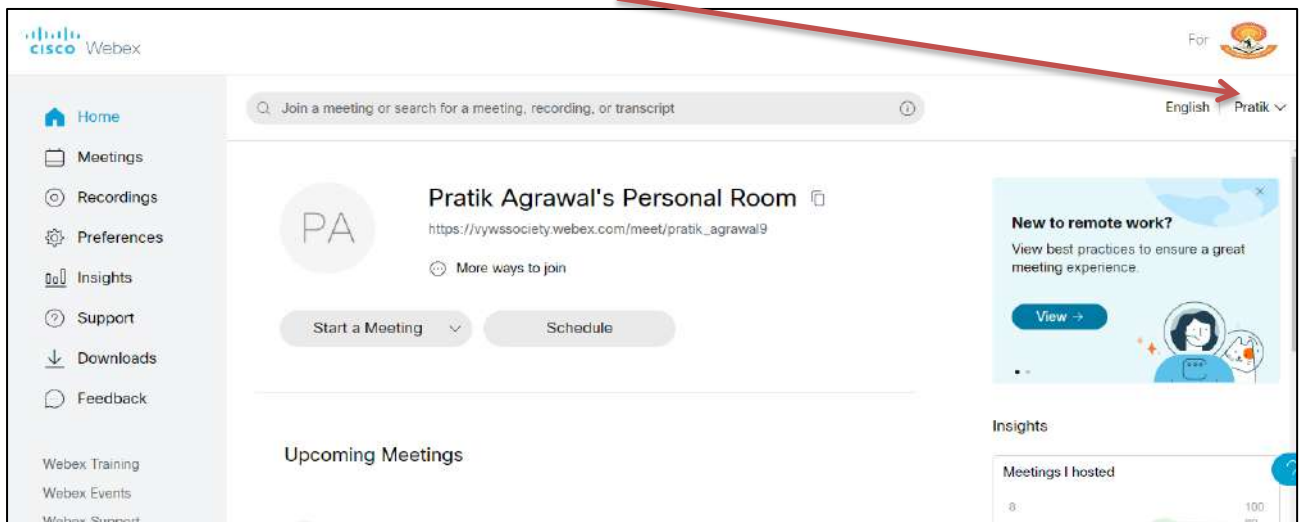 cisco Webex
For
Home
Meetings
Recordings
Preferences
Insights
Support
Downloads
Feedback
Webex Training
Webex Events
Webex Support
Join a meeting or search for a meeting, recording, or transcript
English
Pratik
PA
Pratik Agrawal's Personal Room
https://vywssociety.webex.com/meet/pratik_agrawal9
More ways to join
Start a Meeting
Schedule
Upcoming Meetings
New to remote work?
View best practices to ensure a great
meeting experience.
View →
Insights
Meetings I hosted
8
100